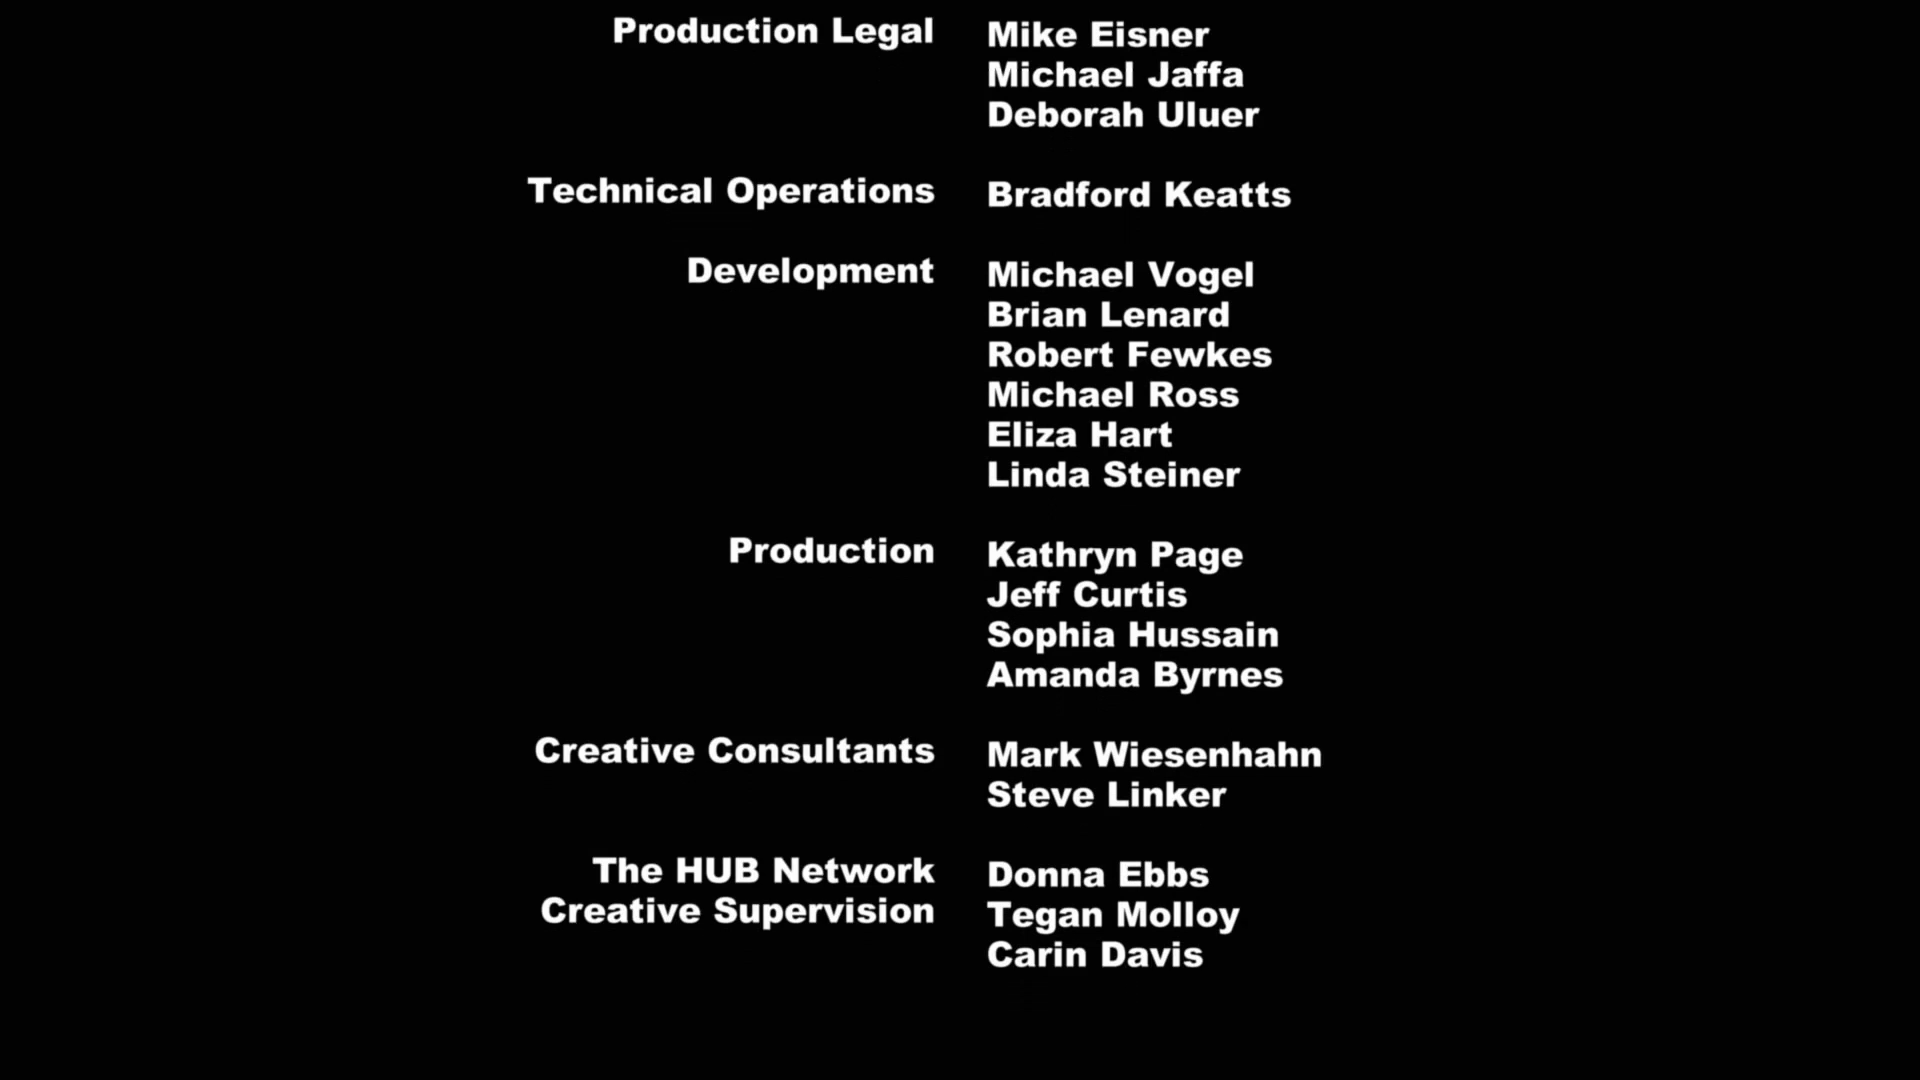 Production Legal Mike Eisner
Michael Jaffa
Deborah Uluer
Technical Operations Bradford Keatts
Development Michael Vogel
Brian Lenard
Robert Fewkes
Michael Ross
Eliza Hart
Linda Steiner
Production Kathryn Page
Jeff Curtis
Sophia Hussain
Amanda Byrnes
Creative Consultants Mark Wiesenhahn
Steve Linker
The HUB Network Donna Ebbs
Creative Supervision Tegan Molloy
Carin Davis